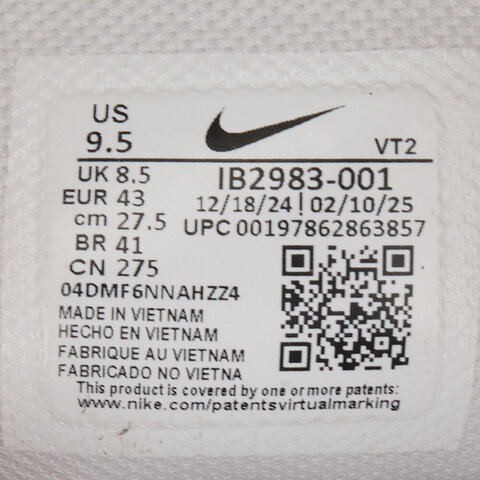 US
9.5
VT2
UK 8.5
EUR 43
cm 27.5
BR 41
CN 275
IB2983-001
12/18/24 | 02/10/25
UPC 00197862863857
04DMF6NNAHZZ4
MADE IN VIETNAM
HECHO EN VIETNAM
FABRIQUE AU VIETNAM
FABRICADO NO VIETNA
This product is covered by one or more patents:
www.nike.com/patentsvirtualmarking